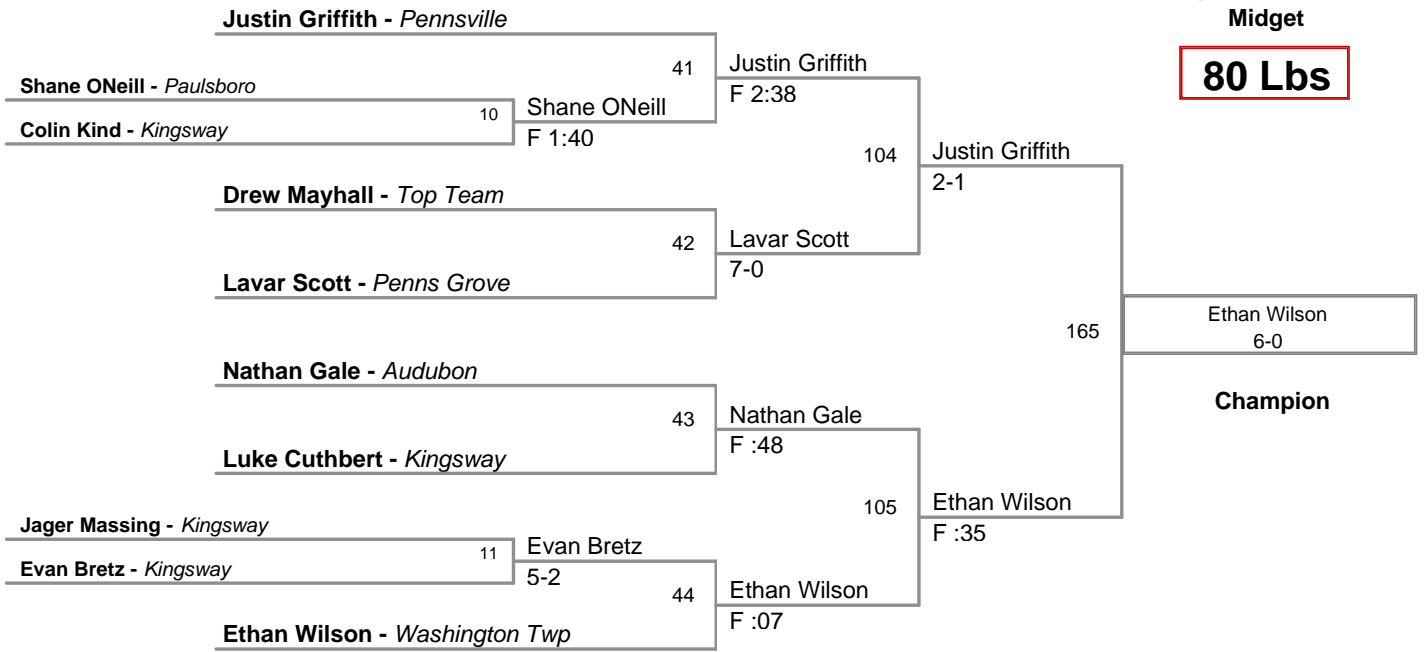 Justin Griffith - Pennsville
Midget
80 Lbs
41
Justin Griffith
F 2:38
Shane ONeill - Paulsboro
10
Shane ONeill
F 1:40
Colin Kind - Kingsway
104
Justin Griffith
2-1
Drew Mayhall - Top Team
42
Lavar Scott
7-0
Lavar Scott - Penns Grove
165
Ethan Wilson
6-0
Champion
Nathan Gale - Audubon
43
Nathan Gale
F :48
Luke Cuthbert - Kingsway
105
Ethan Wilson
F :35
Jager Massing - Kingsway
11
Evan Bretz
5-2
Evan Bretz - Kingsway
44
Ethan Wilson
F :07
Ethan Wilson - Washington Twp